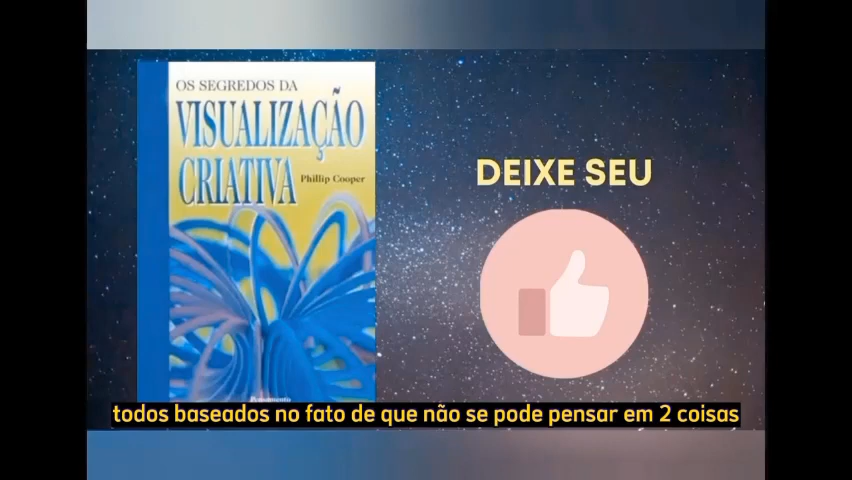 OS SEGREDOS DA
VISUALIZAÇÃO
CRIATIVA
Phillip Cooper
DEIXE SEU
Pensamento
todos baseados no fato de que não se pode pensar em 2 coisas